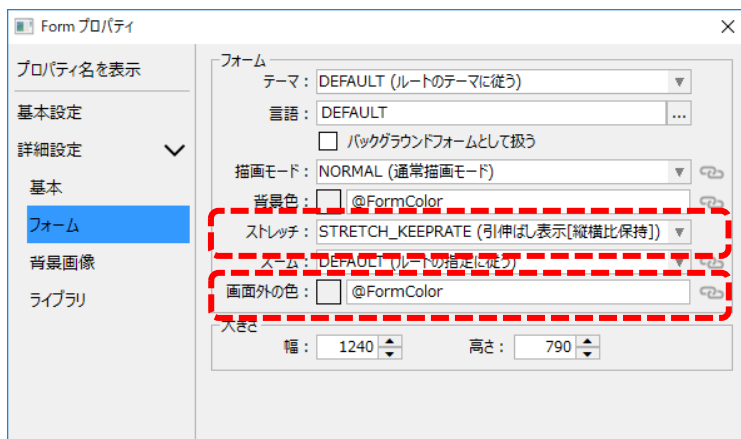 Form プロパティ
プロパティ名を表示
基本設定
詳細設定
基本
フォーム
背景画像
ライブラリ
フォーム
テーマ： DEFAULT (ルートのテーマに従う)
言語： DEFAULT ...
バックグラウンドフォームとして扱う
描画モード： NORMAL (通常描画モード)
背景色： @FormColor
ストレッチ： STRETCH_KEEPRATE (引伸ばし表示[縦横比保持])
ズーム： DEFAULT (ルートの指定に従う)
画面外の色： @FormColor
大きさ
幅： 1240 高さ： 790